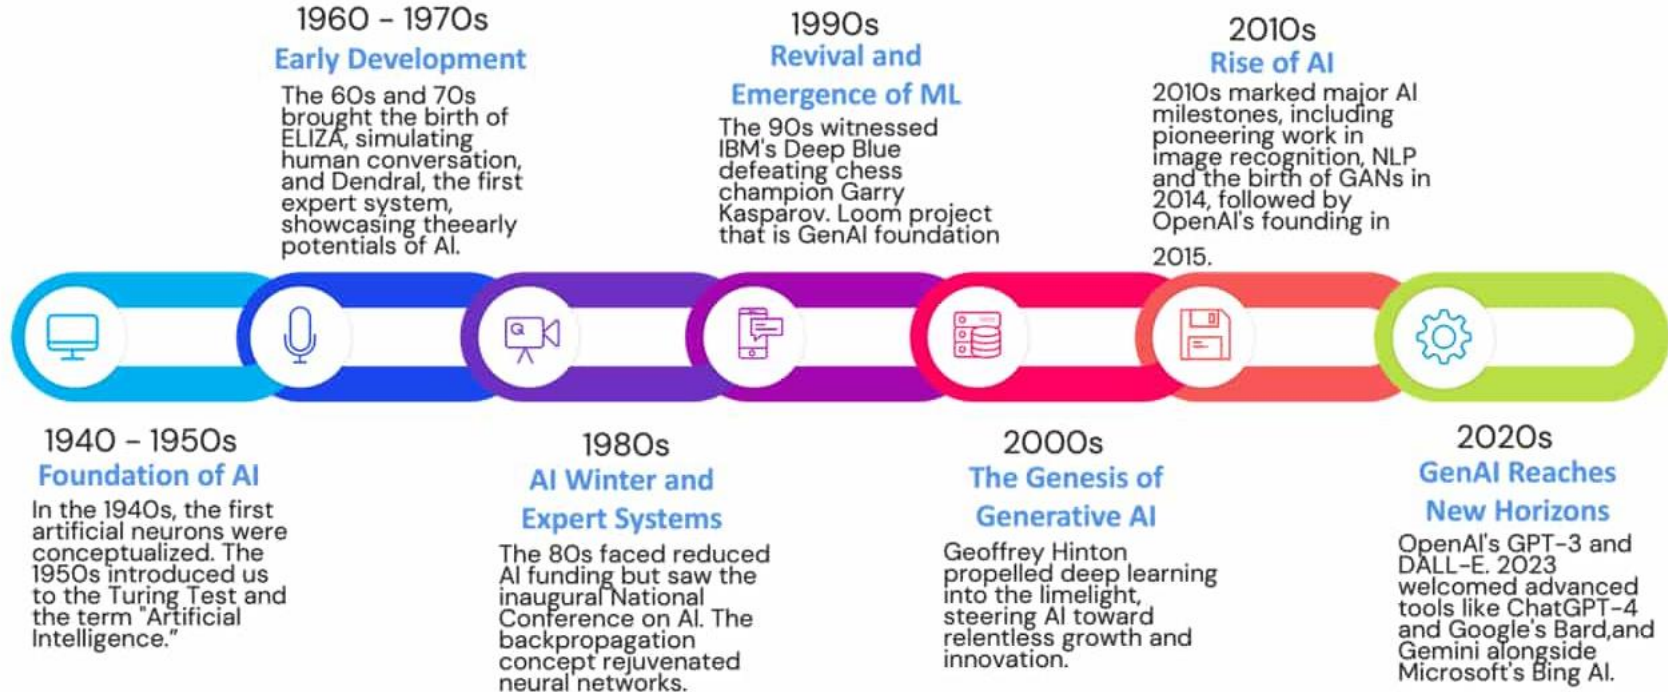 1960 – 1970s
Early Development
The 60s and 70s
brought the birth of
ELIZA, simulating
human conversation,
and Dendral, the first
expert system,
showcasing theearly
potentials of AI.
1990s
Revival and
Emergence of ML
The 90s witnessed
IBM's Deep Blue
defeating chess
champion Garry
Kasparov. Loom project
that is GenAI foundation
2010s
Rise of AI
2010s marked major AI
milestones, including
pioneering work in
image recognition, NLP
and the birth of GANs in
2014, followed by
OpenAI's founding in
2015.
1940 – 1950s
Foundation of AI
In the 1940s, the first
artificial neurons were
conceptualized. The
1950s introduced us
to the Turing Test and
the term "Artificial
Intelligence."
1980s
AI Winter and
Expert Systems
The 80s faced reduced
AI funding but saw the
inaugural National
Conference on AI. The
backpropagation
concept rejuvenated
neural networks.
2000s
The Genesis of
Generative AI
Geoffrey Hinton
propelled deep learning
into the limelight,
steering AI toward
relentless growth and
innovation.
2020s
GenAI Reaches
New Horizons
OpenAI's GPT-3 and
DALL-E. 2023
welcomed advanced
tools like ChatGPT-4
and Google's Bard,and
Gemini alongside
Microsoft's Bing AI.